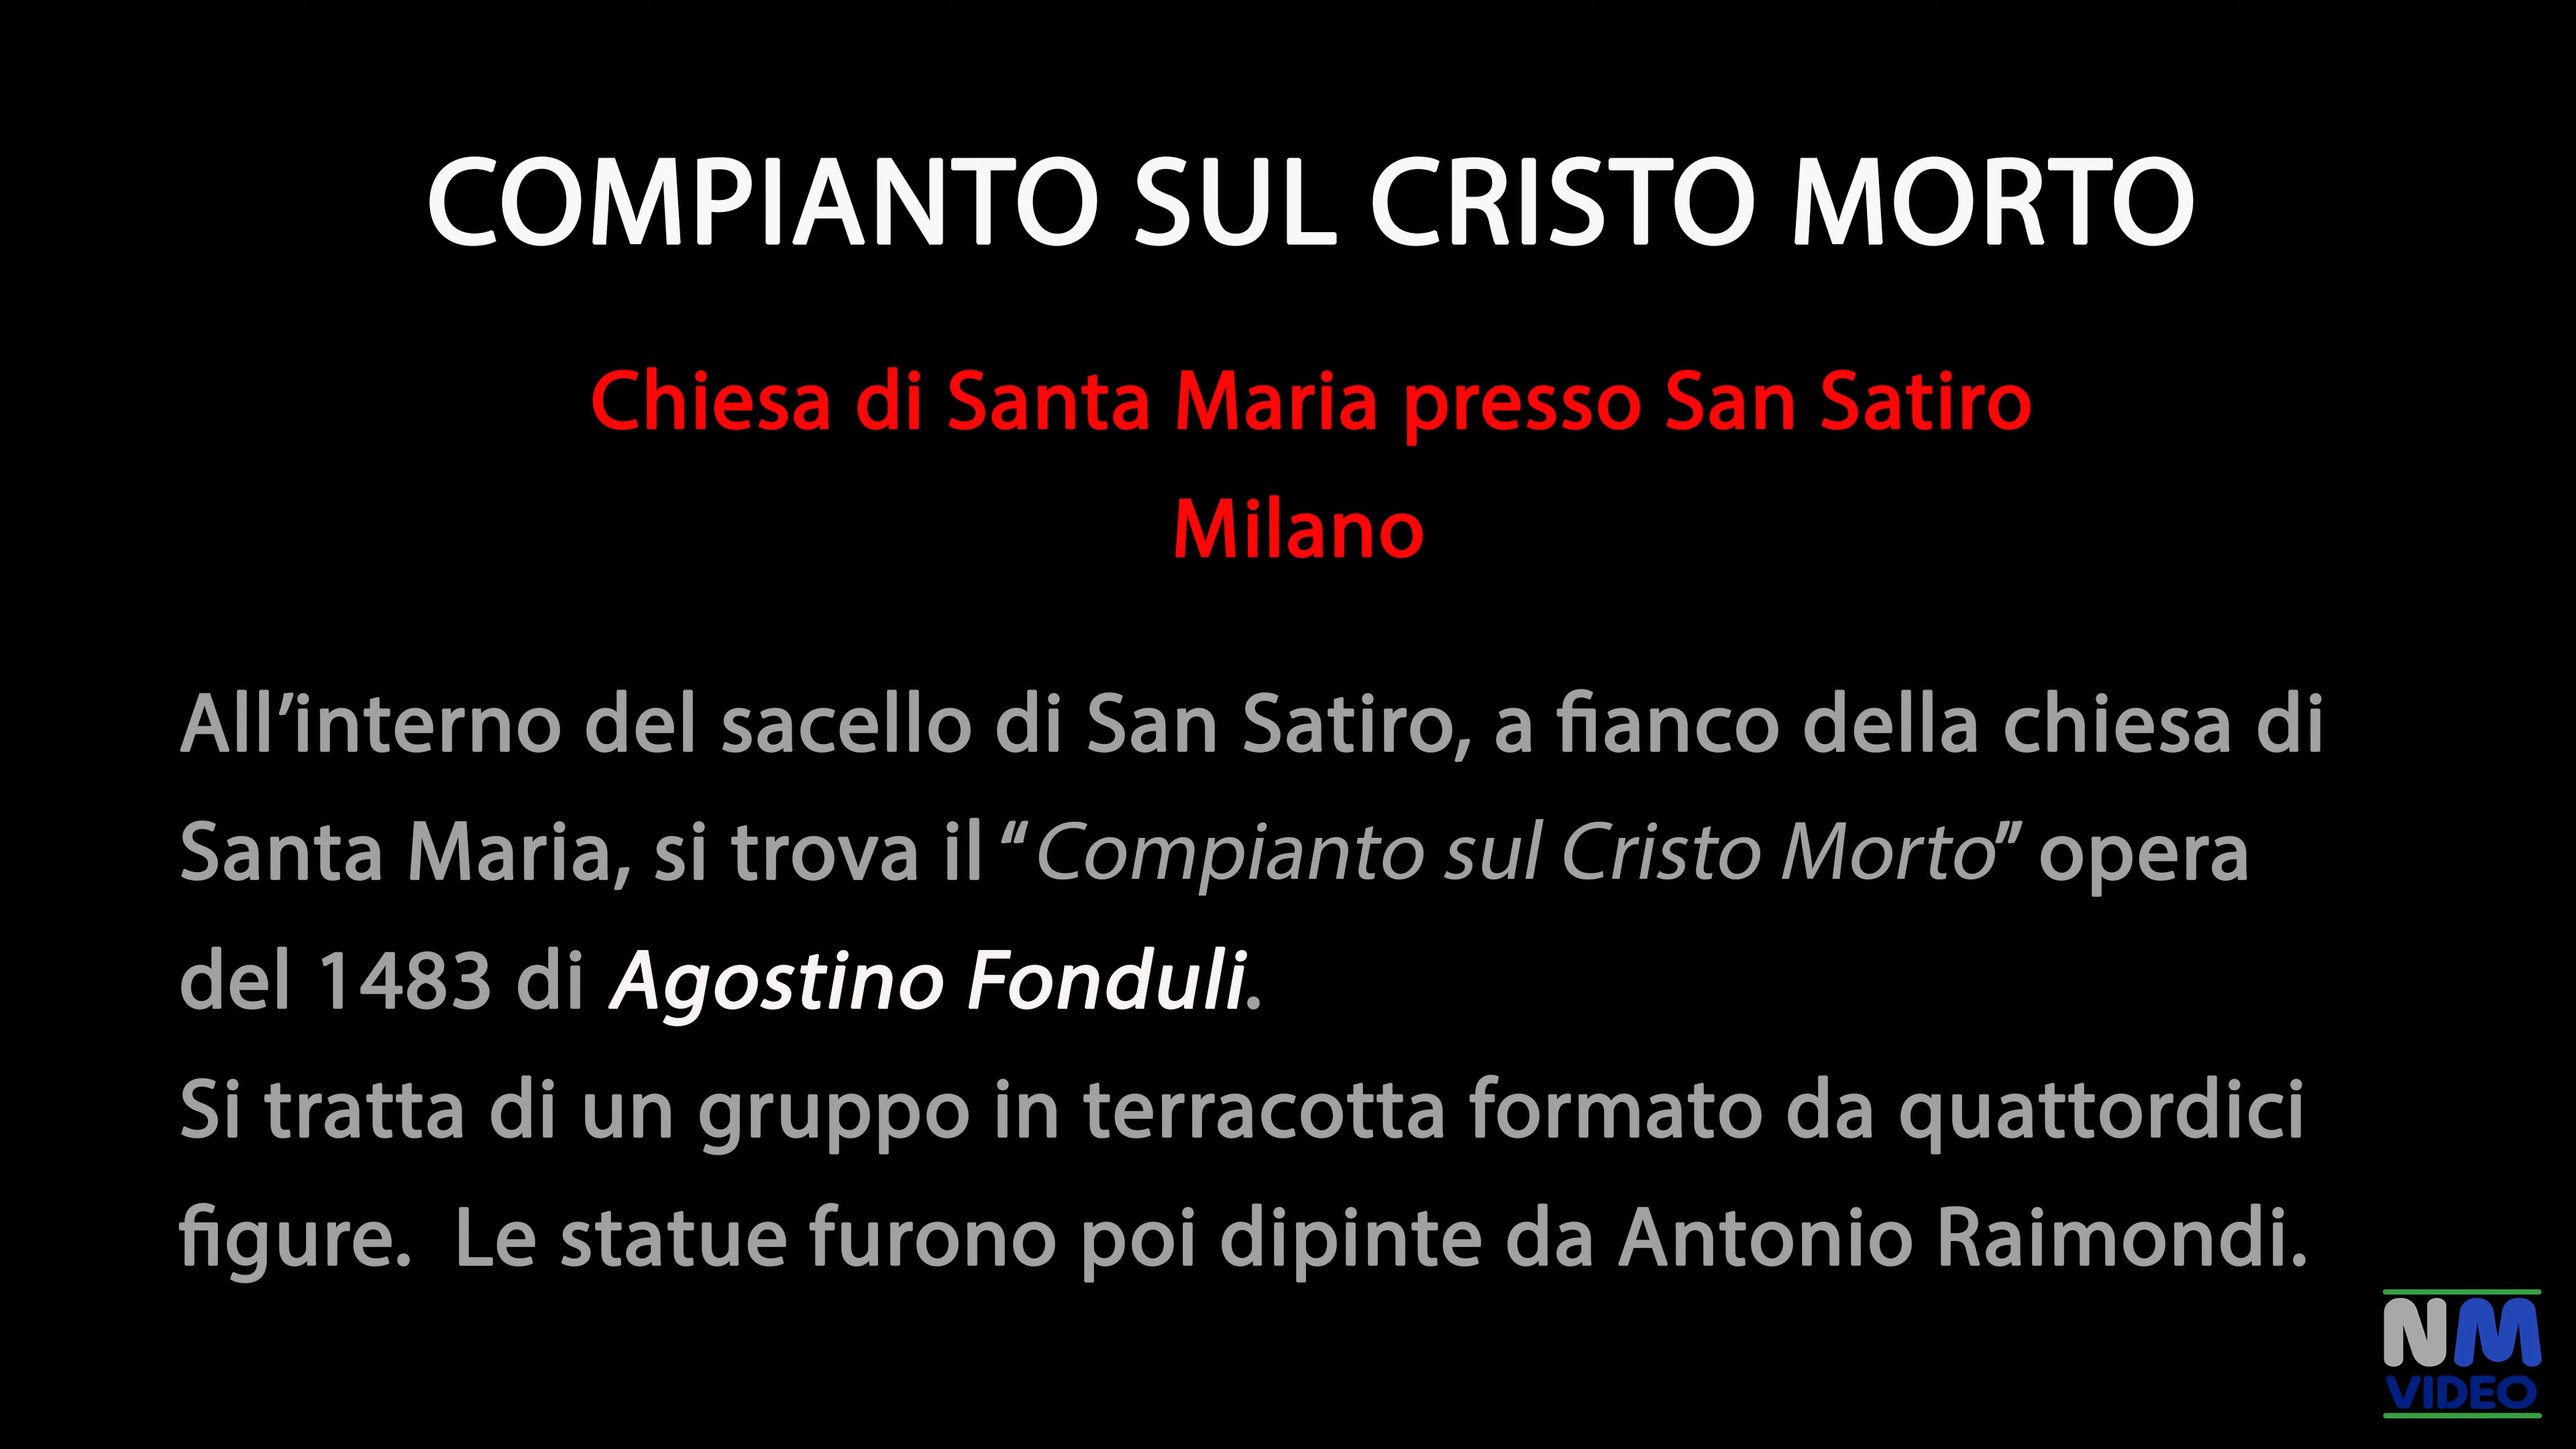 COMPIANTO SUL CRISTO MORTO
Chiesa di Santa Maria presso San Satiro
Milano
All’interno del sacello di San Satiro, a fianco della chiesa di
Santa Maria, si trova il “Compianto sul Cristo Morto” opera
del 1483 di Agostino Fonduli.
Si tratta di un gruppo in terracotta formato da quattordici
figure.  Le statue furono poi dipinte da Antonio Raimondi.
NM
VIDEO